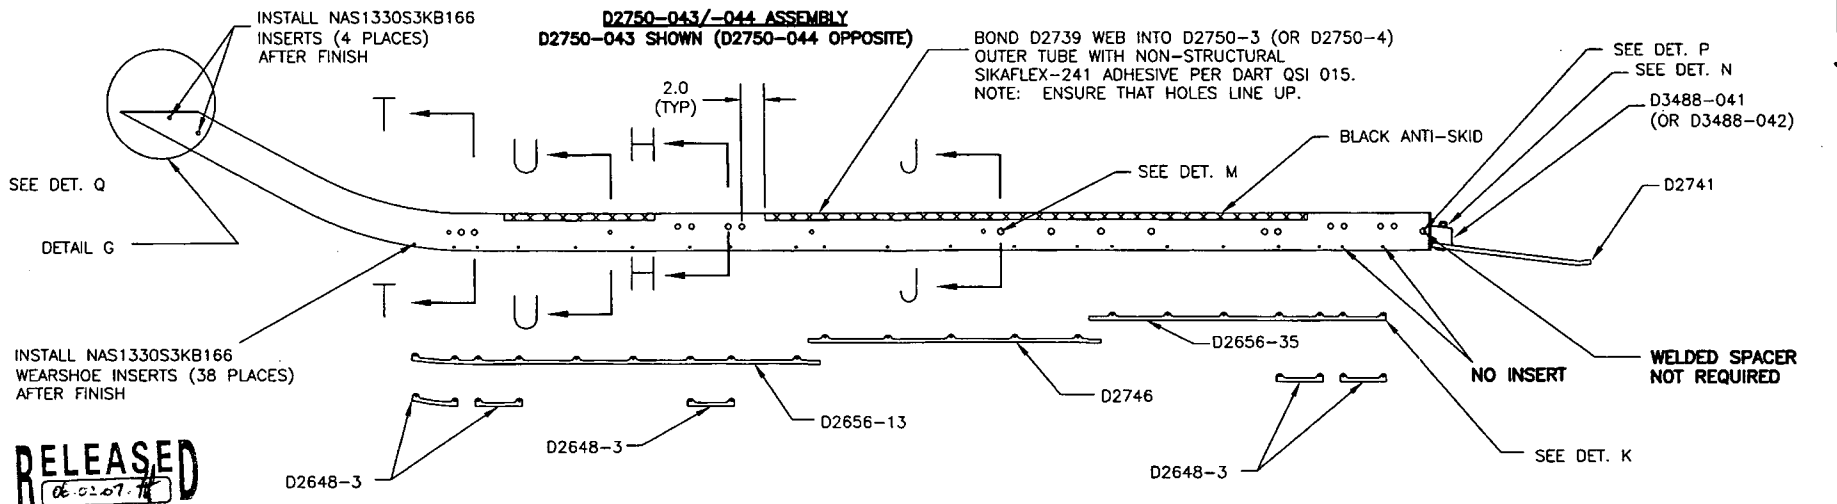 INSTALL NAS1330S3KB166
INSERTS (4 PLACES)
AFTER FINISH
D2750-043/-044 ASSEMBLY
D2750-043 SHOWN (D2750-044 OPPOSITE)
BOND D2739 WEB INTO D2750-3 (OR D2750-4)
OUTER TUBE WITH NON-STRUCTURAL
SIKAFLEX-241 ADHESIVE PER DART QSI 015.
NOTE: ENSURE THAT HOLES LINE UP.
SEE DET. P
SEE DET. N
D3488-041
(OR D3488-042)
2.0
(TYP)
T
U
H
J
BLACK ANTI-SKID
SEE DET. M
D2741
SEE DET. Q
DETAIL G
T
U
H
J
INSTALL NAS1330S3KB166
WEARSHOE INSERTS (38 PLACES)
AFTER FINISH
D2656-35
NO INSERT
WELDED SPACER
NOT REQUIRED
D2746
D2656-13
D2648-3
D2648-3
D2648-3
SEE DET. K
RELEASED